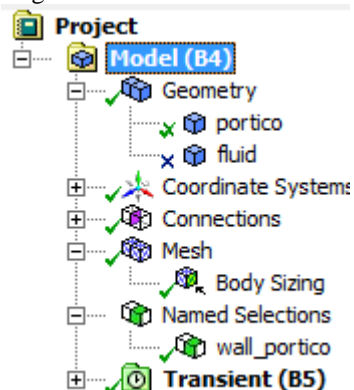 Project
Model (B4)
Geometry
portico
fluid
Coordinate Systems
Connections
Mesh
Body Sizing
Named Selections
wall_portico
Transient (B5)